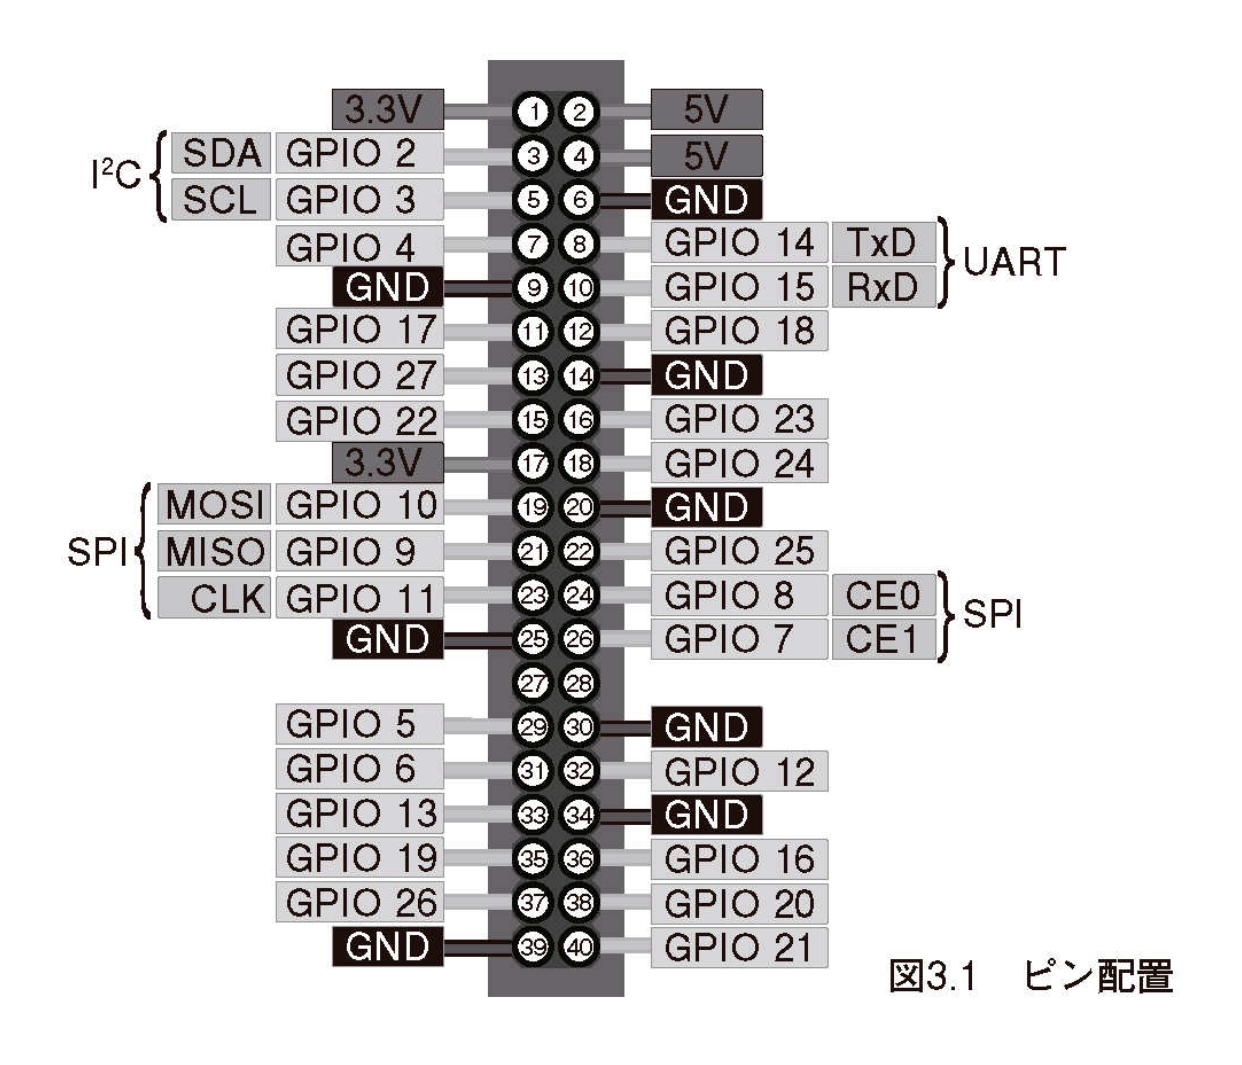 3.3V 1 2 5V
I²C SDA GPIO 2 3 4 5V
SCL GPIO 3 5 6 GND
GPIO 4 7 8 GPIO 14 TxD UART
GND 9 10 GPIO 15 RxD
GPIO 17 11 12 GPIO 18
GPIO 27 13 14 GND
GPIO 22 15 16 GPIO 23
3.3V 17 18 GPIO 24
MOSI GPIO 10 19 20 GND
SPI MISO GPIO 9 21 22 GPIO 25
CLK GPIO 11 23 24 GPIO 8 CE0 SPI
GND 25 26 GPIO 7 CE1
27 28
GPIO 5 29 30 GND
GPIO 6 31 32 GPIO 12
GPIO 13 33 34 GND
GPIO 19 35 36 GPIO 16
GPIO 26 37 38 GPIO 20
GND 39 40 GPIO 21
図3.1 ピン配置